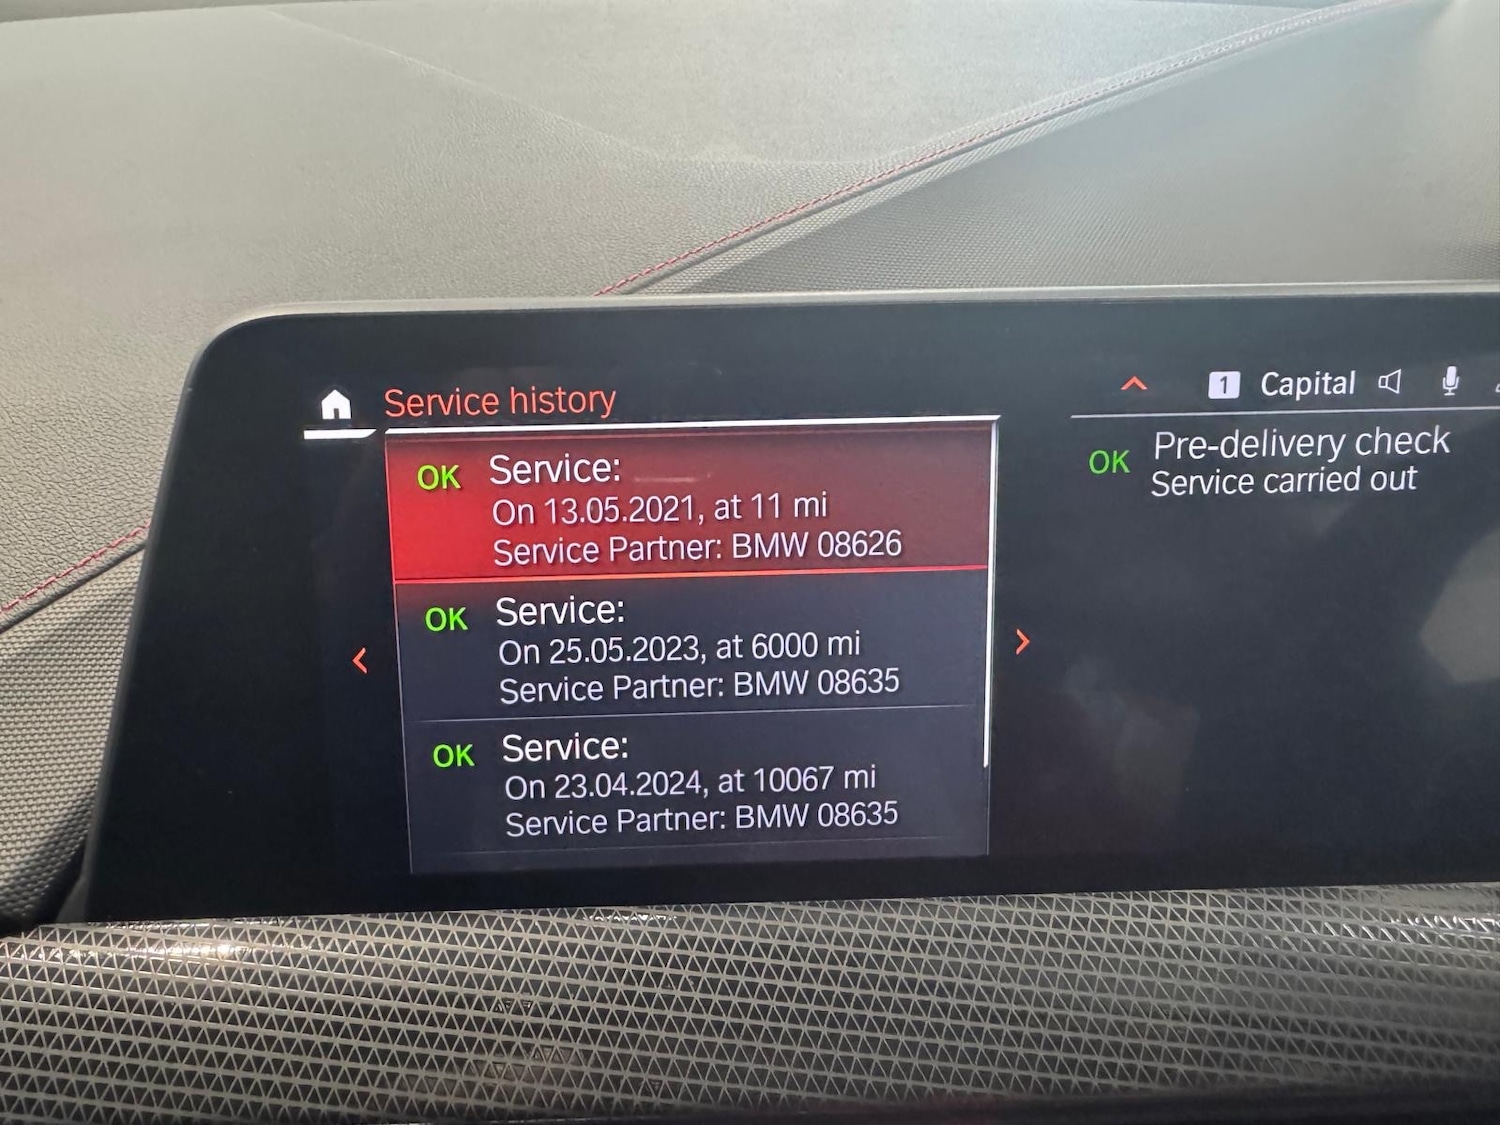 Service history
1 Capital
OK Service:
On 13.05.2021, at 11 mi
Service Partner: BMW 08626
OK Service:
On 25.05.2023, at 6000 mi
Service Partner: BMW 08635
OK Service:
On 23.04.2024, at 10067 mi
Service Partner: BMW 08635
OK Pre-delivery check
Service carried out